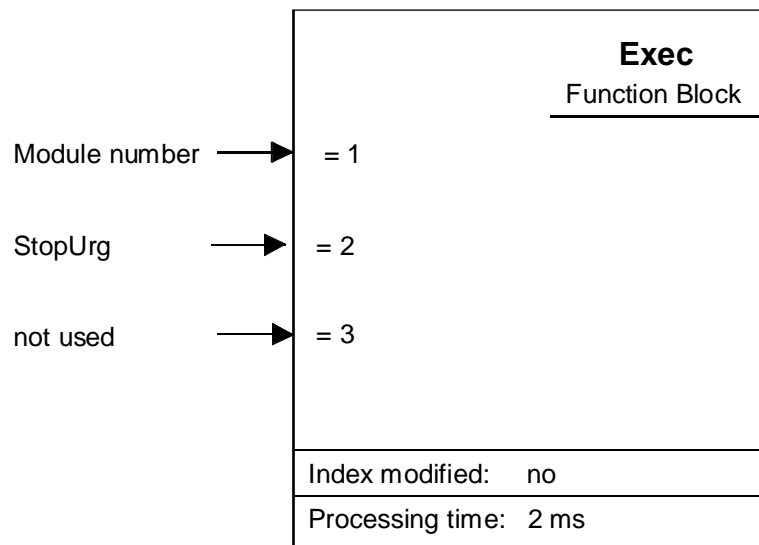 Exec
Function Block
Module number = 1
StopUrg = 2
not used = 3
Index modified: no
Processing time: 2 ms